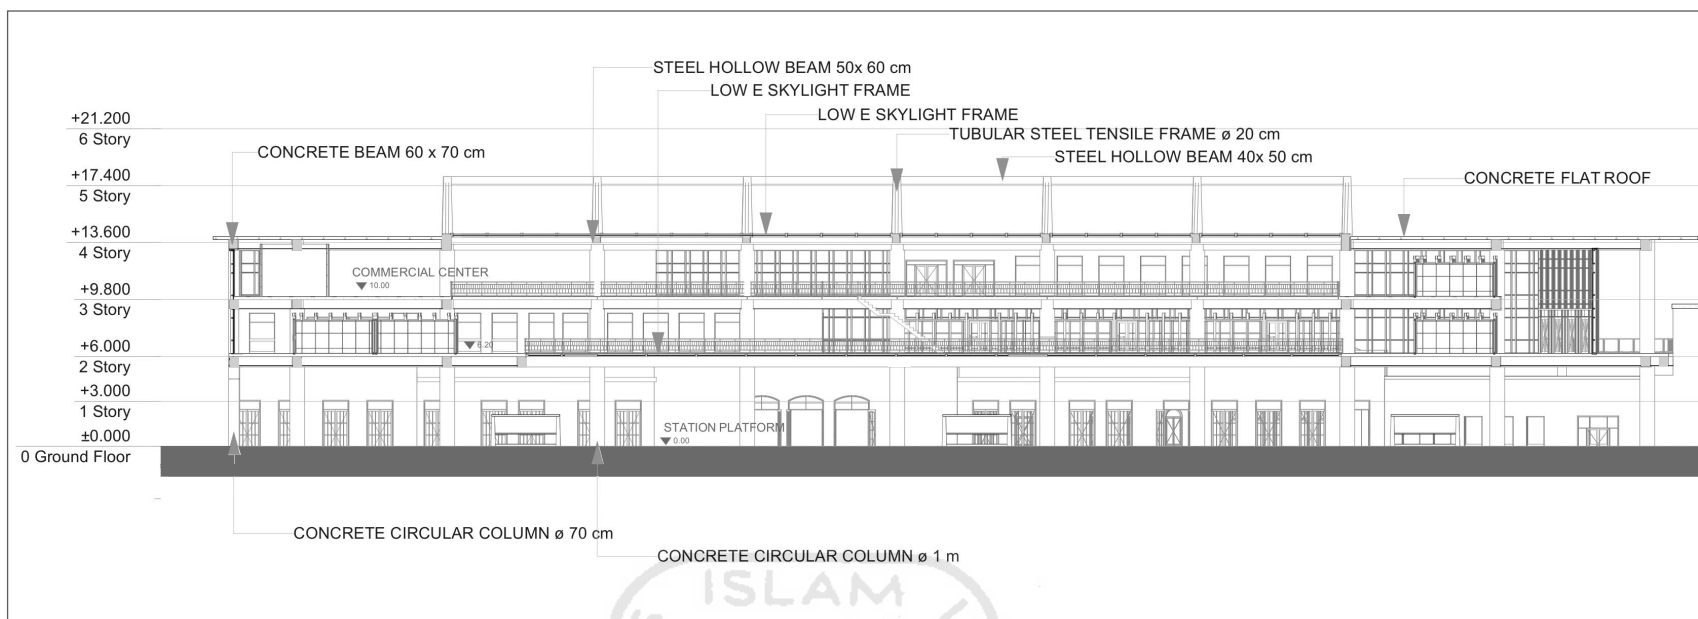 STEEL HOLLOW BEAM 50x 60 cm
LOW E SKYLIGHT FRAME
LOW E SKYLIGHT FRAME
TUBULAR STEEL TENSILE FRAME ø 20 cm
STEEL HOLLOW BEAM 40x 50 cm
CONCRETE BEAM 60 x 70 cm
CONCRETE FLAT ROOF
+21.200
6 Story
+17.400
5 Story
+13.600
4 Story
+9.800
3 Story
+6.000
2 Story
+3.000
1 Story
±0.000
0 Ground Floor
COMMERCIAL CENTER
10.00
6.20
STATION PLATFORM
0.00
CONCRETE CIRCULAR COLUMN ø 70 cm
CONCRETE CIRCULAR COLUMN ø 1 m
ISLAM